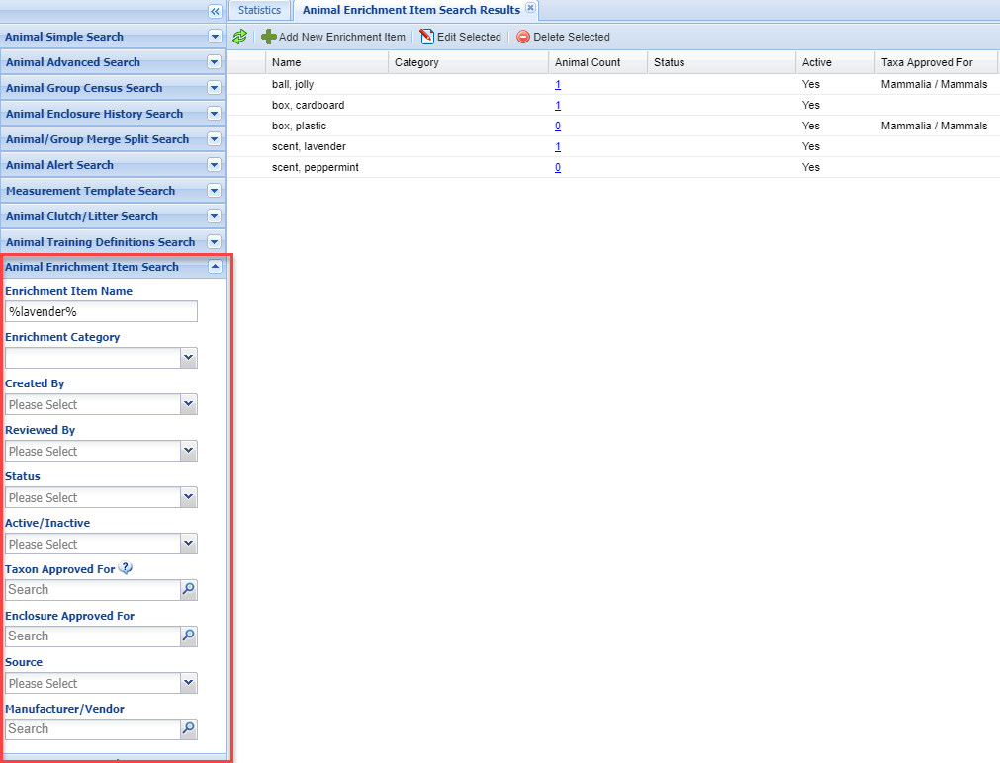 Statistics
Animal Enrichment Item Search Results
Animal Simple Search
Animal Advanced Search
Animal Group Census Search
Animal Enclosure History Search
Animal/Group Merge Split Search
Animal Alert Search
Measurement Template Search
Animal Clutch/Litter Search
Animal Training Definitions Search
Animal Enrichment Item Search
Enrichment Item Name
%lavender%
Enrichment Category
Created By
Please Select
Reviewed By
Please Select
Status
Please Select
Active/Inactive
Please Select
Taxon Approved For ?
Search
Enclosure Approved For
Search
Source
Please Select
Manufacturer/Vendor
Search
Add New Enrichment Item Edit Selected Delete Selected
Name Category Animal Count Status Active Taxa Approved For
ball, jolly 1 Yes Mammalia / Mammals
box, cardboard 1 Yes
box, plastic 0 Yes Mammalia / Mammals
scent, lavender 1 Yes
scent, peppermint 0 Yes